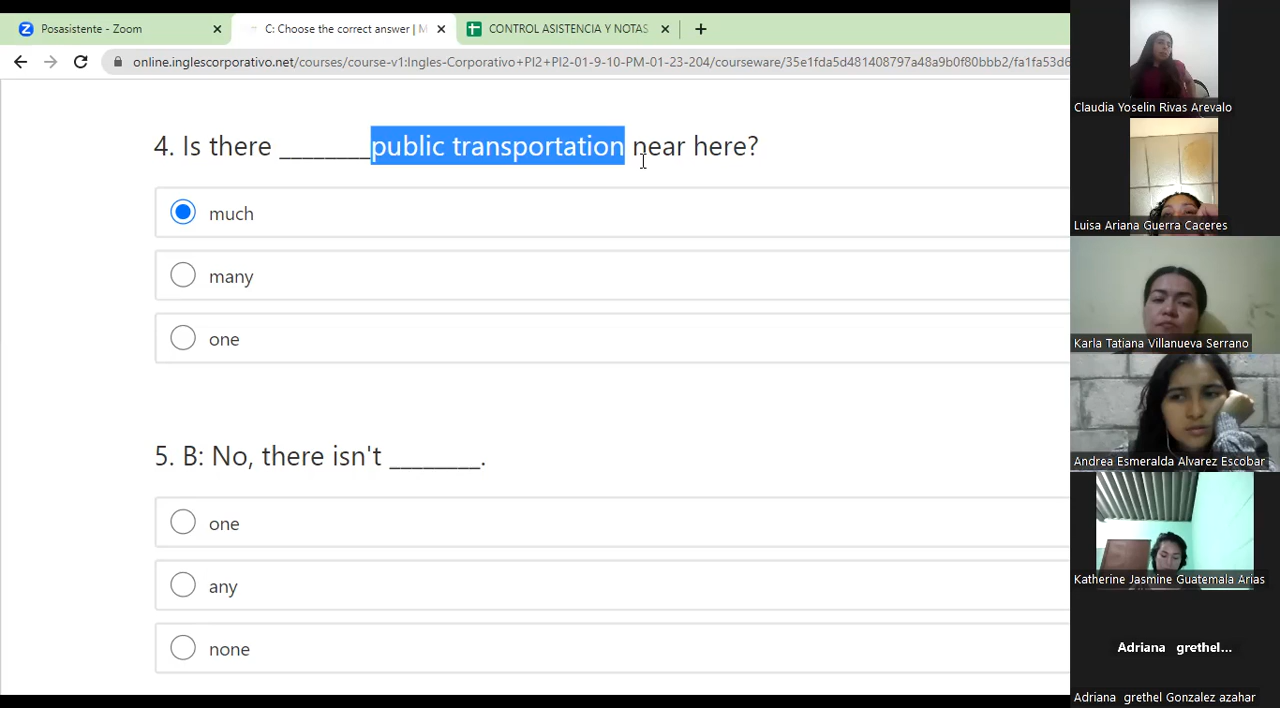 Posasistente - Zoom
C: Choose the correct answer | M
CONTROL ASISTENCIA Y NOTAS
online.inglescorporativo.net/courses/course-v1:Ingles-Corporativo+PI2+PI2-01-9-10-PM-01-23-204/courseware/35e1fda5d481408797a48a9b0f80bbb2/fa1fa53d6
4. Is there ________public transportation near here?
much
many
one
5. B: No, there isn't ________.
one
any
none
Claudia Yoselin Rivas Arevalo
Luisa Ariana Guerra Caceres
Karla Tatiana Villanueva Serrano
Andrea Esmeralda Alvarez Escobar
Katherine Jasmine Guatemala Arias
Adriana grethel...
Adriana grethel Gonzalez azahar